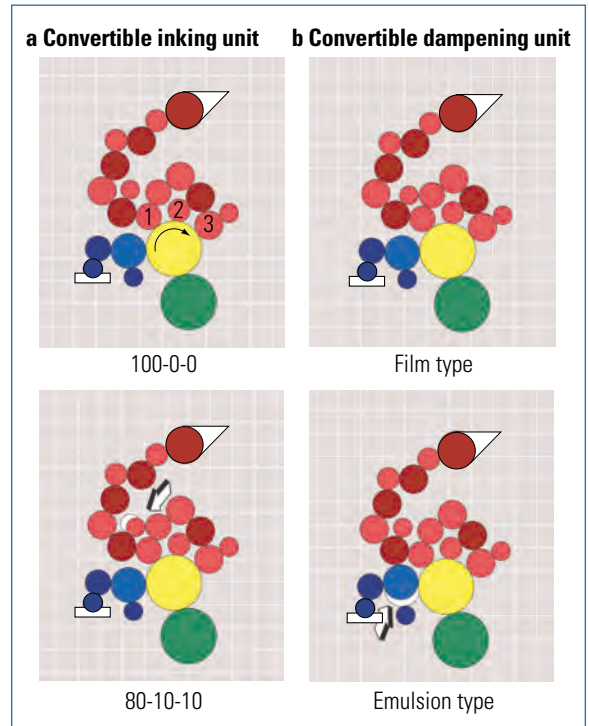 a Convertible inking unit
b Convertible dampening unit
1 2 3
100-0-0
Film type
80-10-10
Emulsion type